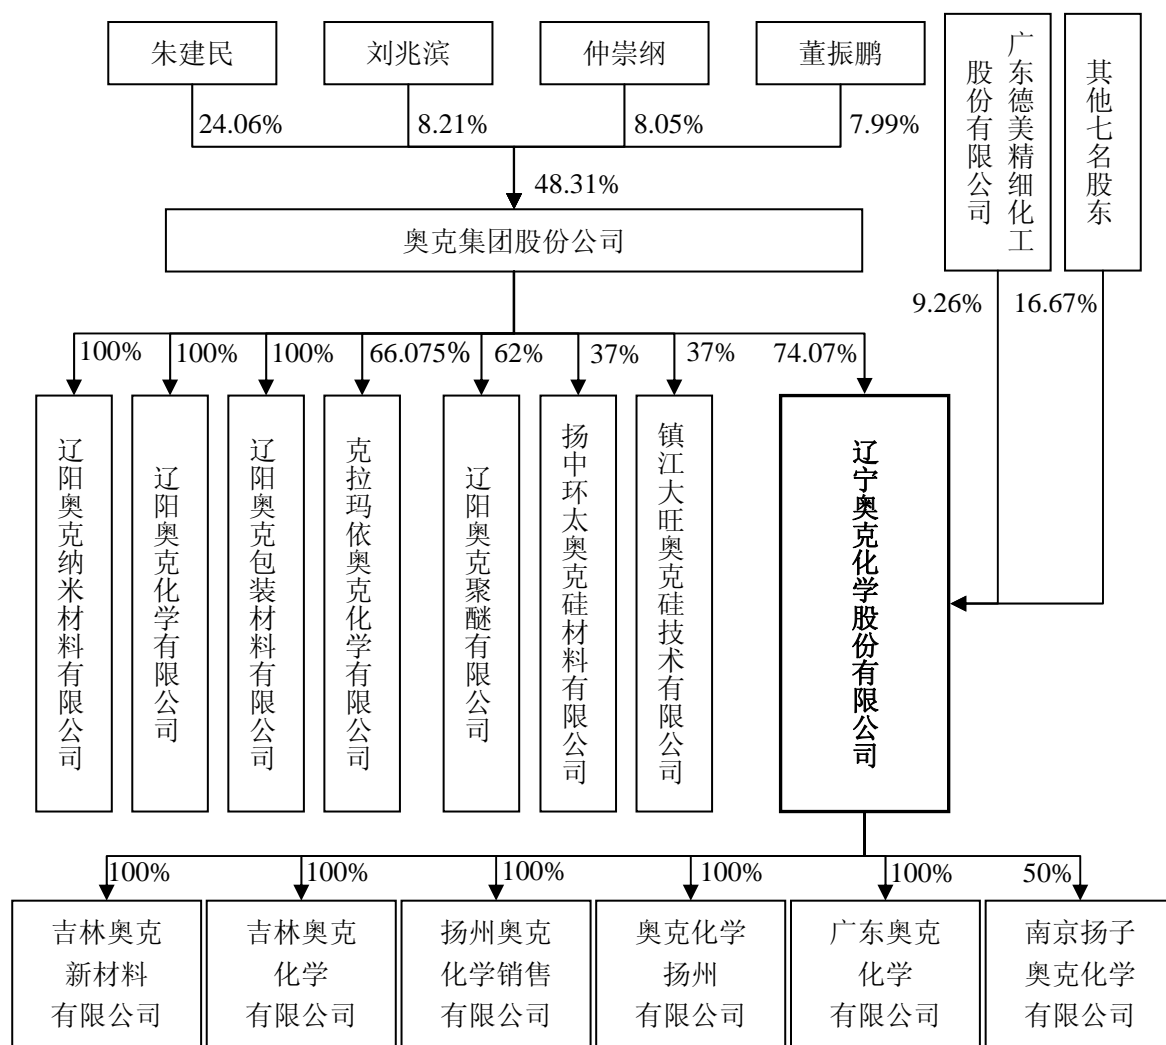 朱建民
刘兆滨
仲崇纲
董振鹏
广东德美精细化工
股份有限公司
其他七名股东
24.06%
8.21%
8.05%
7.99%
48.31%
奥克集团股份公司
9.26%
16.67%
100%
100%
100%
66.075%
62%
37%
37%
74.07%
辽阳奥克纳米材料有限公司
辽阳奥克化学有限公司
辽阳奥克包装材料有限公司
克拉玛依奥克化学有限公司
辽阳奥克聚醚有限公司
扬中环太奥克硅材料有限公司
镇江大旺奥克硅技术有限公司
辽宁奥克化学股份有限公司
100%
100%
100%
100%
100%
50%
吉林奥克
新材料
有限公司
吉林奥克
化学
有限公司
扬州奥克
化学销售
有限公司
奥克化学
扬州
有限公司
广东奥克
化学
有限公司
南京扬子
奥克化学
有限公司